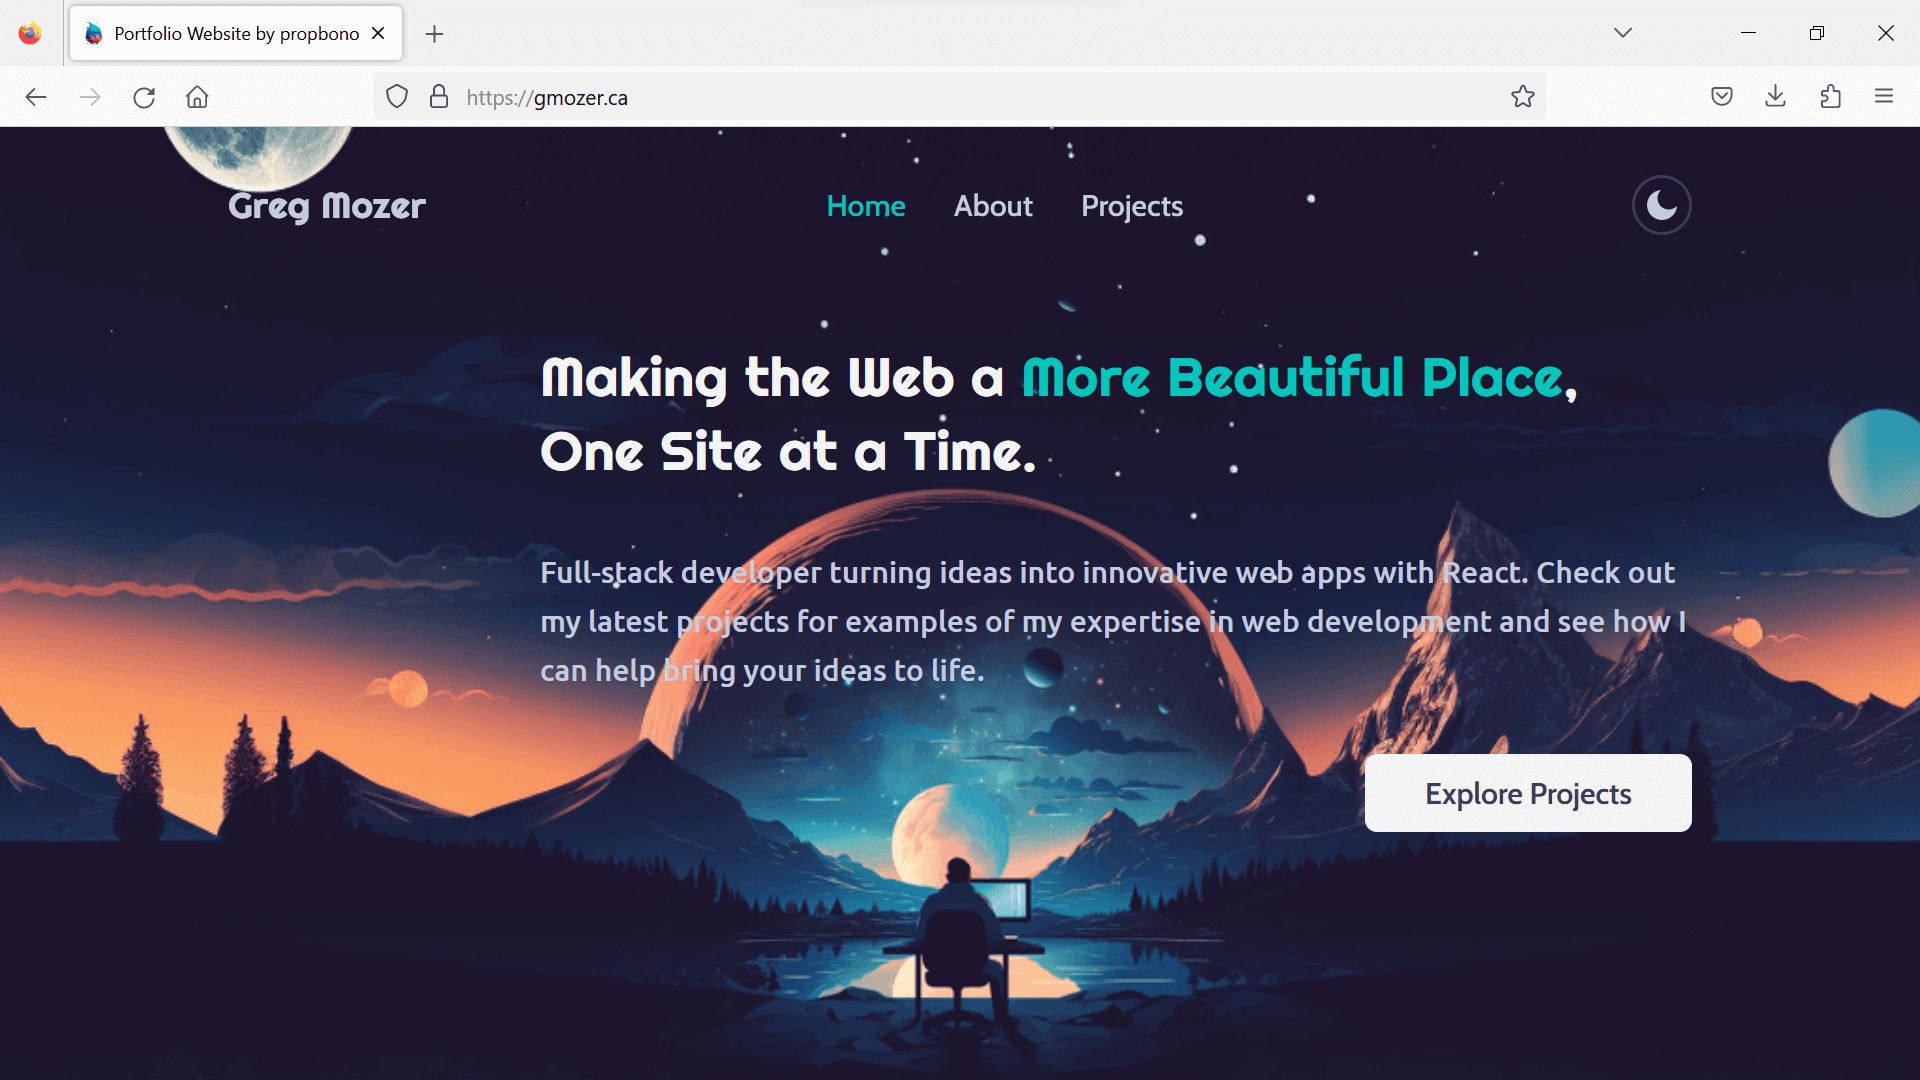 Portfolio Website by propbono
https://gmozer.ca
Greg Mozer
Home
About
Projects
Making the Web a More Beautiful Place,
One Site at a Time.
Full-stack developer turning ideas into innovative web apps with React. Check out
my latest projects for examples of my expertise in web development and see how I
can help bring your ideas to life.
Explore Projects